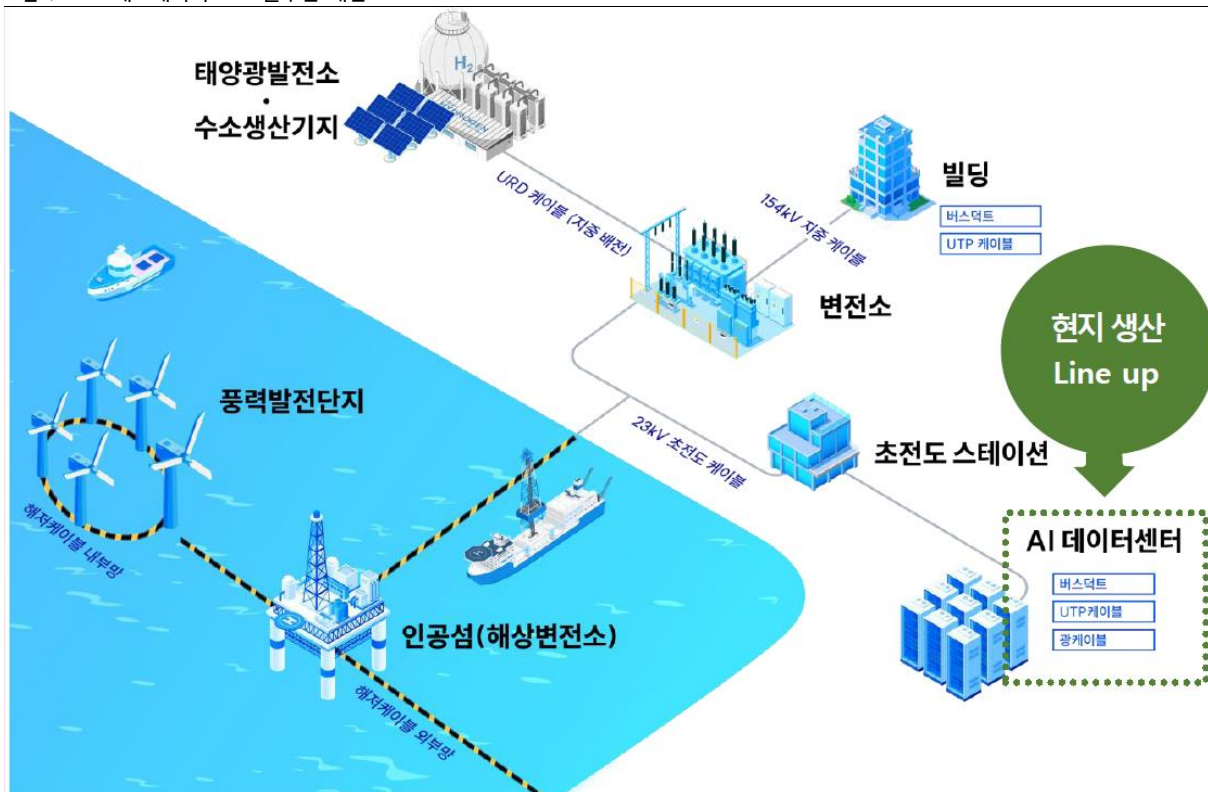 태양광발전소
·
수소생산기지
H₂
URD 케이블 (지중 배전)
154kV 지중 케이블
빌딩
버스덕트
UTP 케이블
변전소
현지 생산
Line up
풍력발전단지
23kV 초전도 케이블
초전도 스테이션
해저케이블 내부망
AI 데이터센터
버스덕트
UTP케이블
광케이블
H
H
인공섬(해상변전소)
해저케이블 외부망